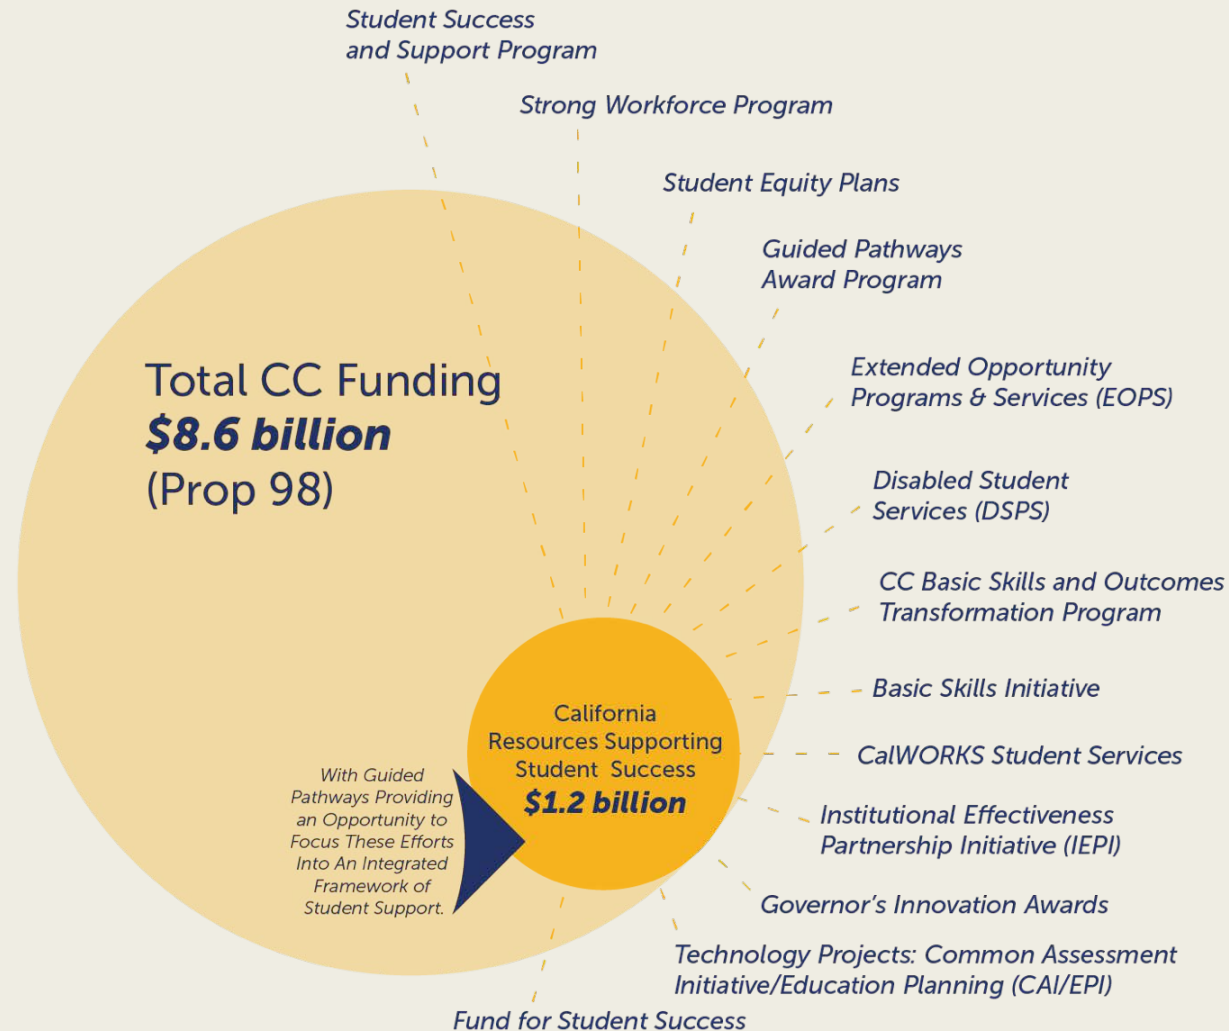 Student Success
and Support Program
Strong Workforce Program
Student Equity Plans
Guided Pathways
Award Program
Extended Opportunity
Programs & Services (EOPS)
Disabled Student
Services (DSPS)
CC Basic Skills and Outcomes
Transformation Program
Basic Skills Initiative
CalWORKS Student Services
Institutional Effectiveness
Partnership Initiative (IEPI)
Governor's Innovation Awards
Technology Projects: Common Assessment
Initiative/Education Planning (CAI/EPI)
Fund for Student Success
Total CC Funding
$8.6 billion
(Prop 98)
California
Resources Supporting
Student Success
$1.2 billion
With Guided
Pathways Providing
an Opportunity to
Focus These Efforts
Into An Integrated
Framework of
Student Support.